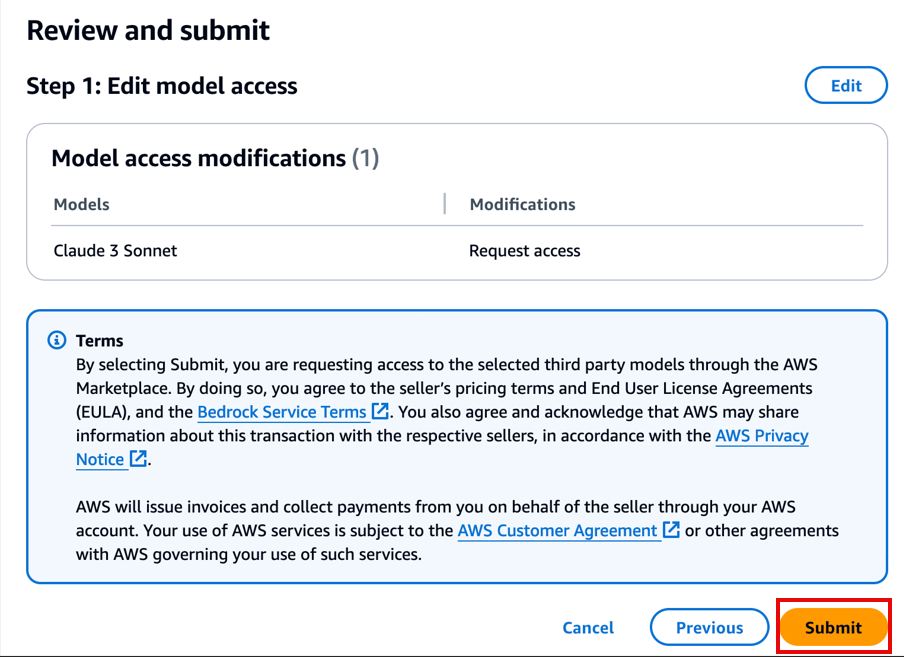 Review and submit
Step 1: Edit model access
Edit
Model access modifications (1)
Models
Modifications
Claude 3 Sonnet
Request access
Terms
By selecting Submit, you are requesting access to the selected third party models through the AWS
Marketplace. By doing so, you agree to the seller's pricing terms and End User License Agreements
(EULA), and the Bedrock Service Terms. You also agree and acknowledge that AWS may share
information about this transaction with the respective sellers, in accordance with the AWS Privacy
Notice.
AWS will issue invoices and collect payments from you on behalf of the seller through your AWS
account. Your use of AWS services is subject to the AWS Customer Agreement or other agreements
with AWS governing your use of such services.
Cancel
Previous
Submit